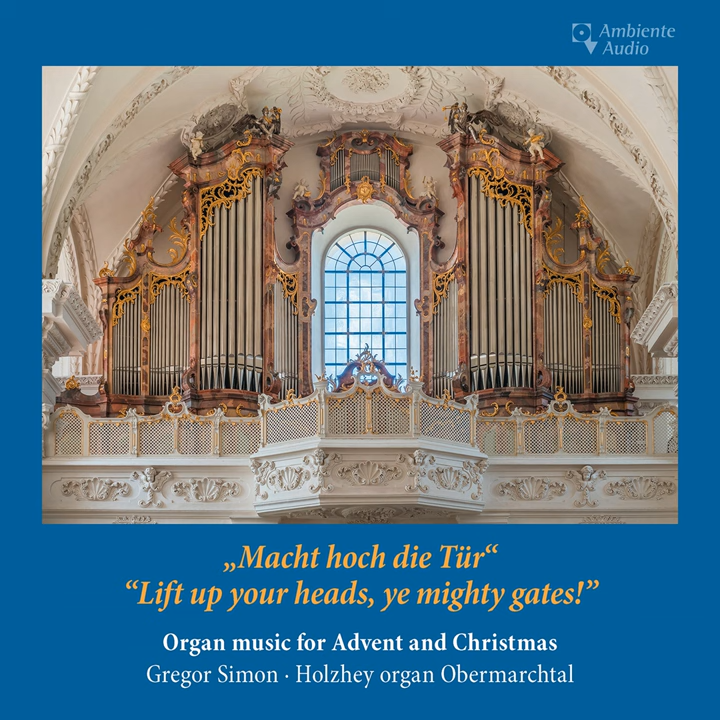 Ambiente
Audio
„Macht hoch die Tür“
“Lift up your heads, ye mighty gates!”
Organ music for Advent and Christmas
Gregor Simon · Holzhey organ Obermarchtal